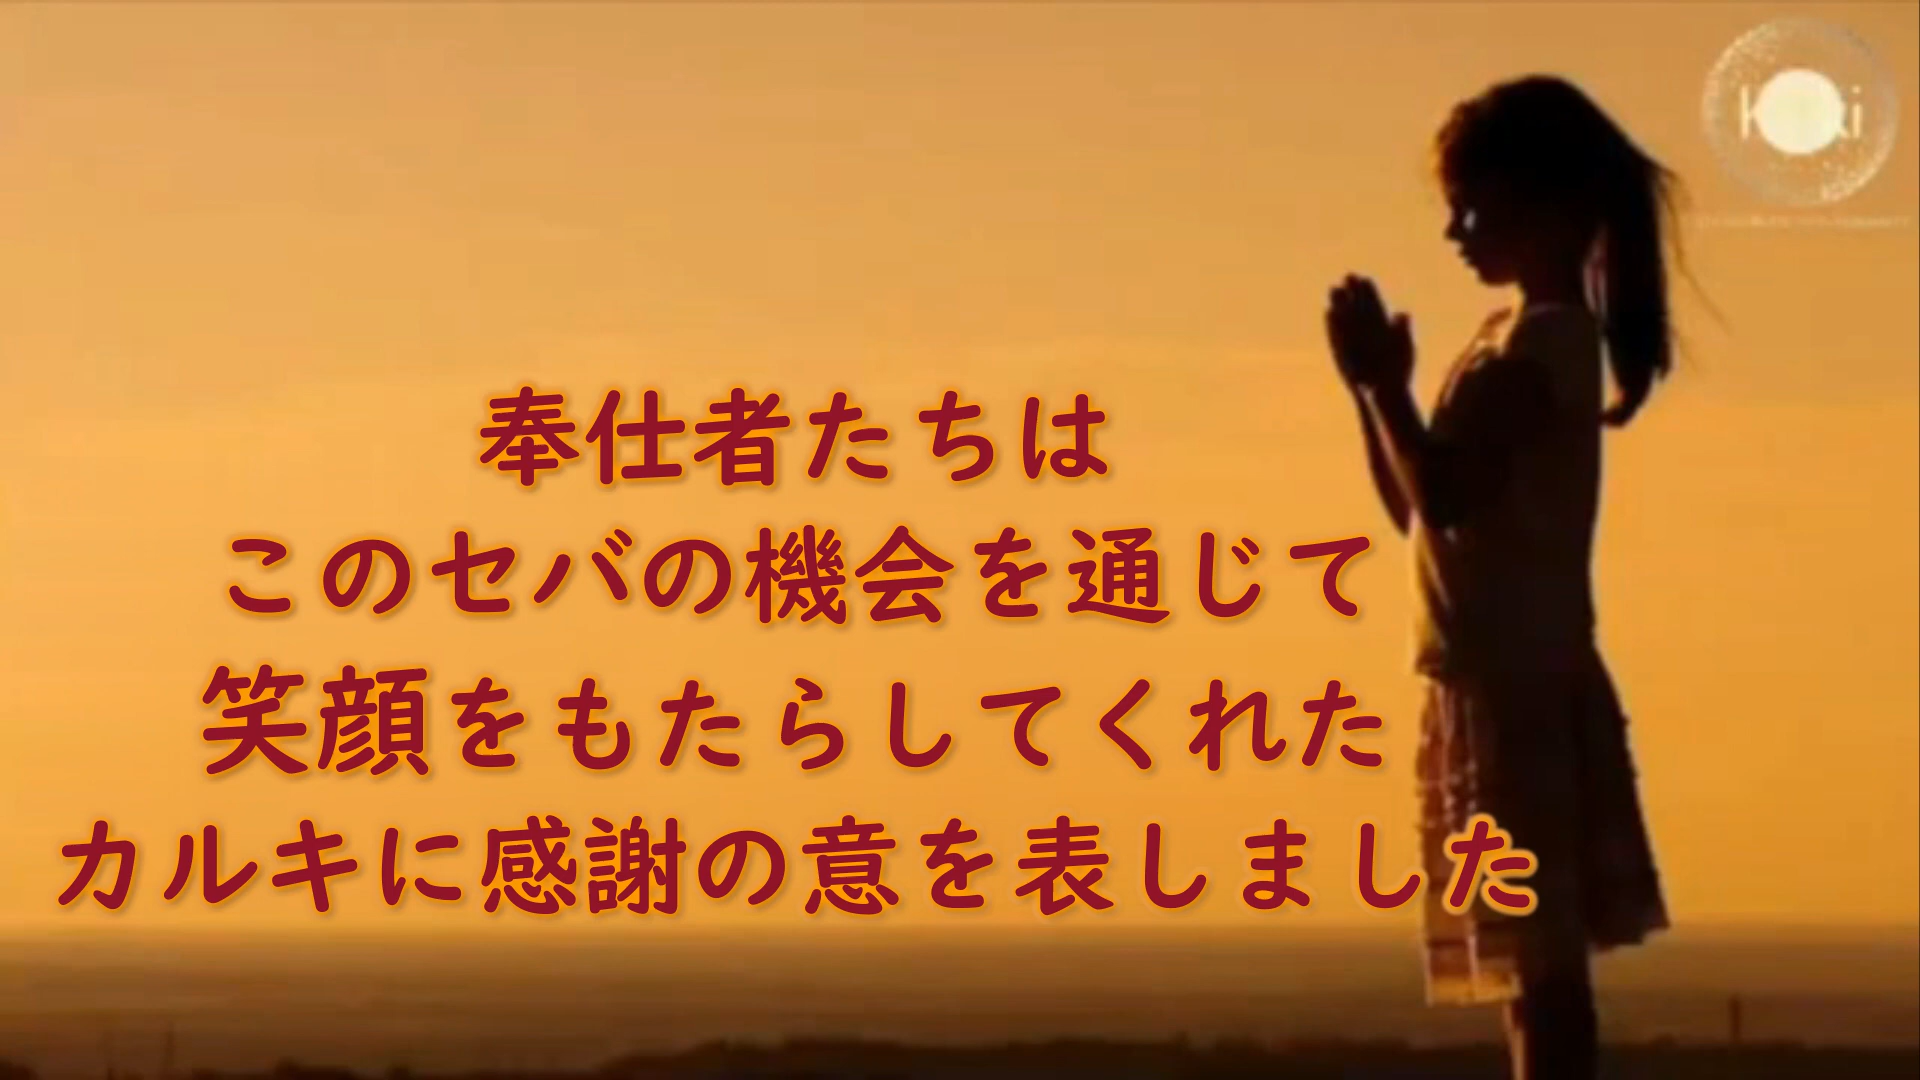 奉仕者たちは
このセバの機会を通じて
笑顔をもたらしてくれた
カルキに感謝の意を表しました